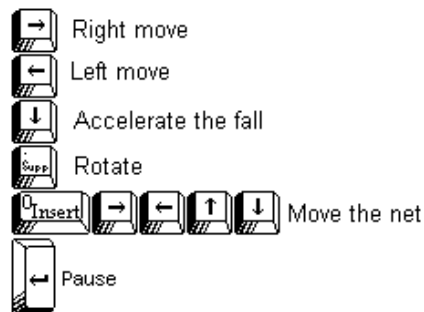 → Right move
← Left move
↓ Accelerate the fall
. Supp Rotate
0 Insert → ← ↑ ↓ Move the net
↵ Pause